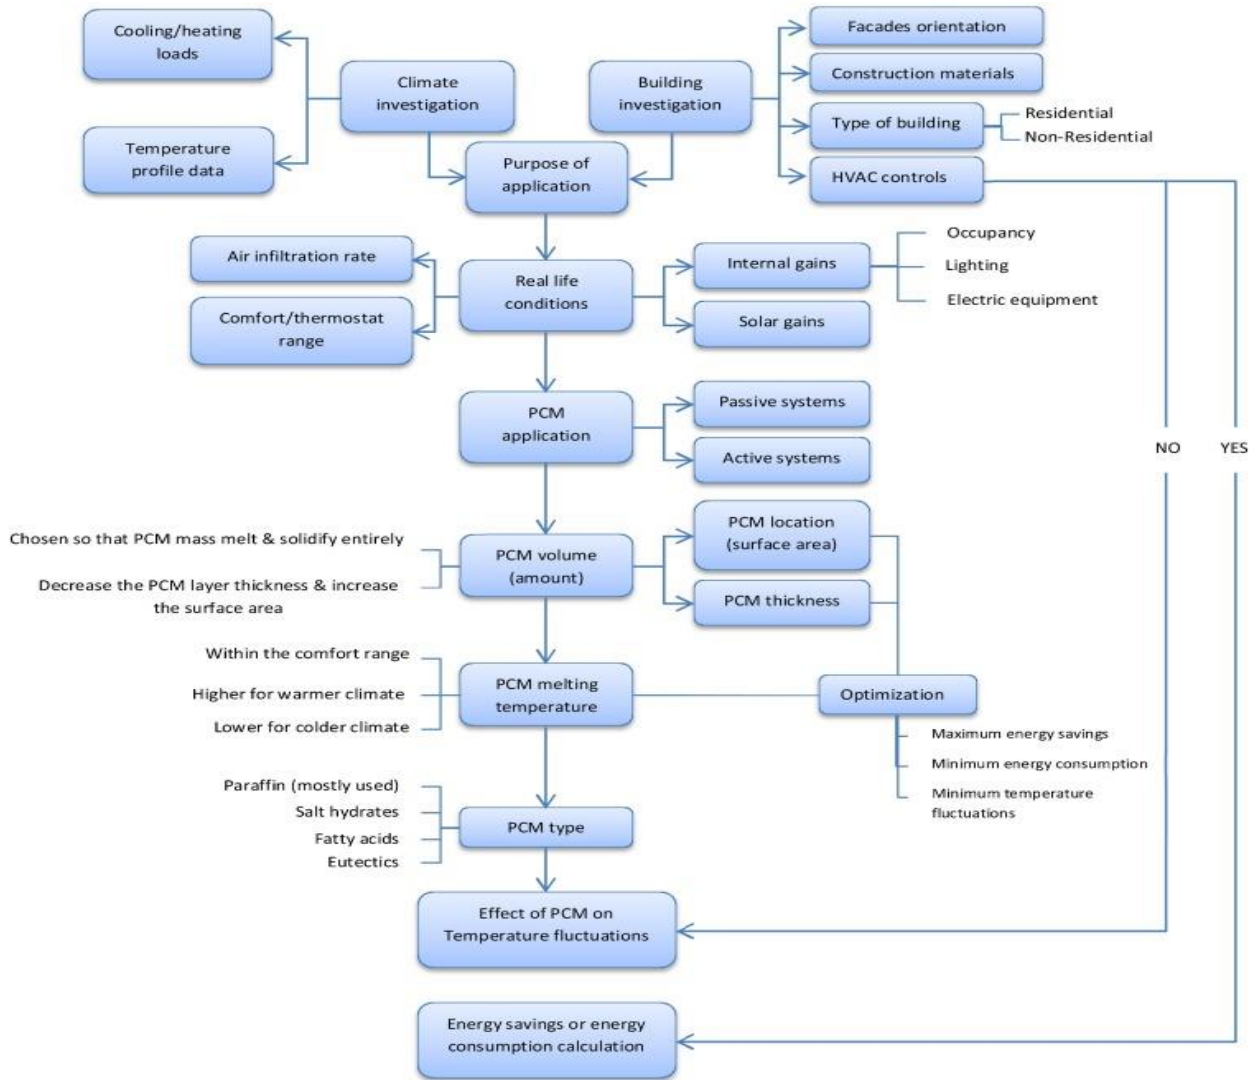 Cooling/heating
loads
Climate
investigation
Temperature
profile data
Building
investigation
Facades orientation
Construction materials
Type of building
Residential
Non-Residential
HVAC controls
Purpose of
application
Air infiltration rate
Comfort/thermostat
range
Real life
conditions
Internal gains
Occupancy
Lighting
Electric equipment
Solar gains
PCM
application
Passive systems
Active systems
NO
YES
Chosen so that PCM mass melt & solidify entirely
Decrease the PCM layer thickness & increase
the surface area
PCM volume
(amount)
PCM location
(surface area)
PCM thickness
Within the comfort range
Higher for warmer climate
Lower for colder climate
PCM melting
temperature
Optimization
Maximum energy savings
Minimum energy consumption
Minimum temperature
fluctuations
Paraffin (mostly used)
Salt hydrates
Fatty acids
Eutectics
PCM type
Effect of PCM on
Temperature fluctuations
Energy savings or energy
consumption calculation